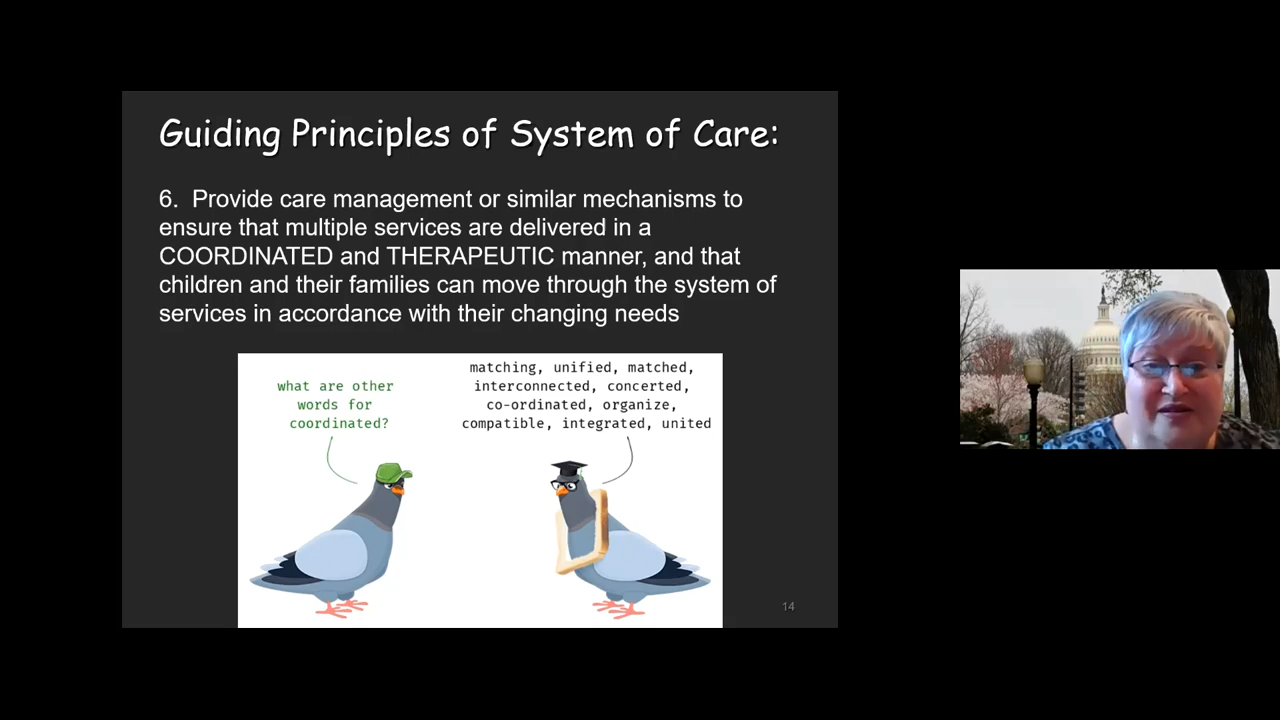 Guiding Principles of System of Care:
6. Provide care management or similar mechanisms to
ensure that multiple services are delivered in a
COORDINATED and THERAPEUTIC manner, and that
children and their families can move through the system of
services in accordance with their changing needs
what are other
words for
coordinated?
matching, unified, matched,
interconnected, concerted,
co-ordinated, organize,
compatible, integrated, united
14